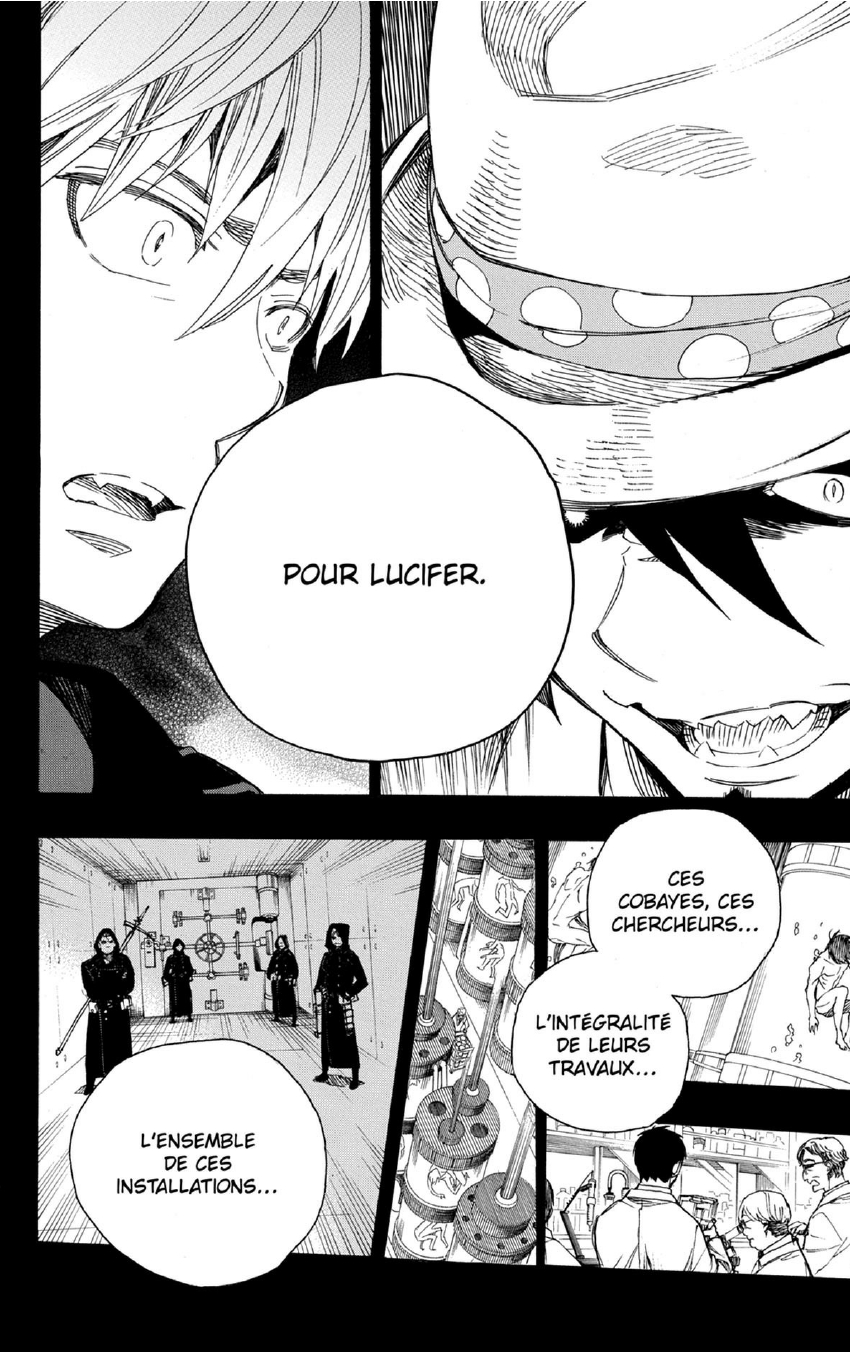 POUR LUCIFER.
CES
COBAYES, CES
CHERCHEURS...
L'INTÉGRALITÉ
DE LEURS
TRAVAUX...
L'ENSEMBLE
DE CES
INSTALLATIONS...